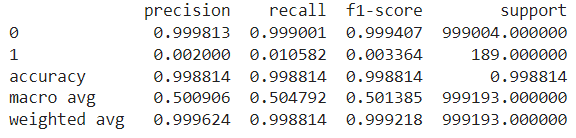 precision recall f1-score support
0 0.999813 0.999001 0.999407 999004.000000
1 0.002000 0.010582 0.003364 189.000000
accuracy 0.998814 0.998814 0.998814 0.998814
macro avg 0.500906 0.504792 0.501385 999193.000000
weighted avg 0.999624 0.998814 0.999218 999193.000000